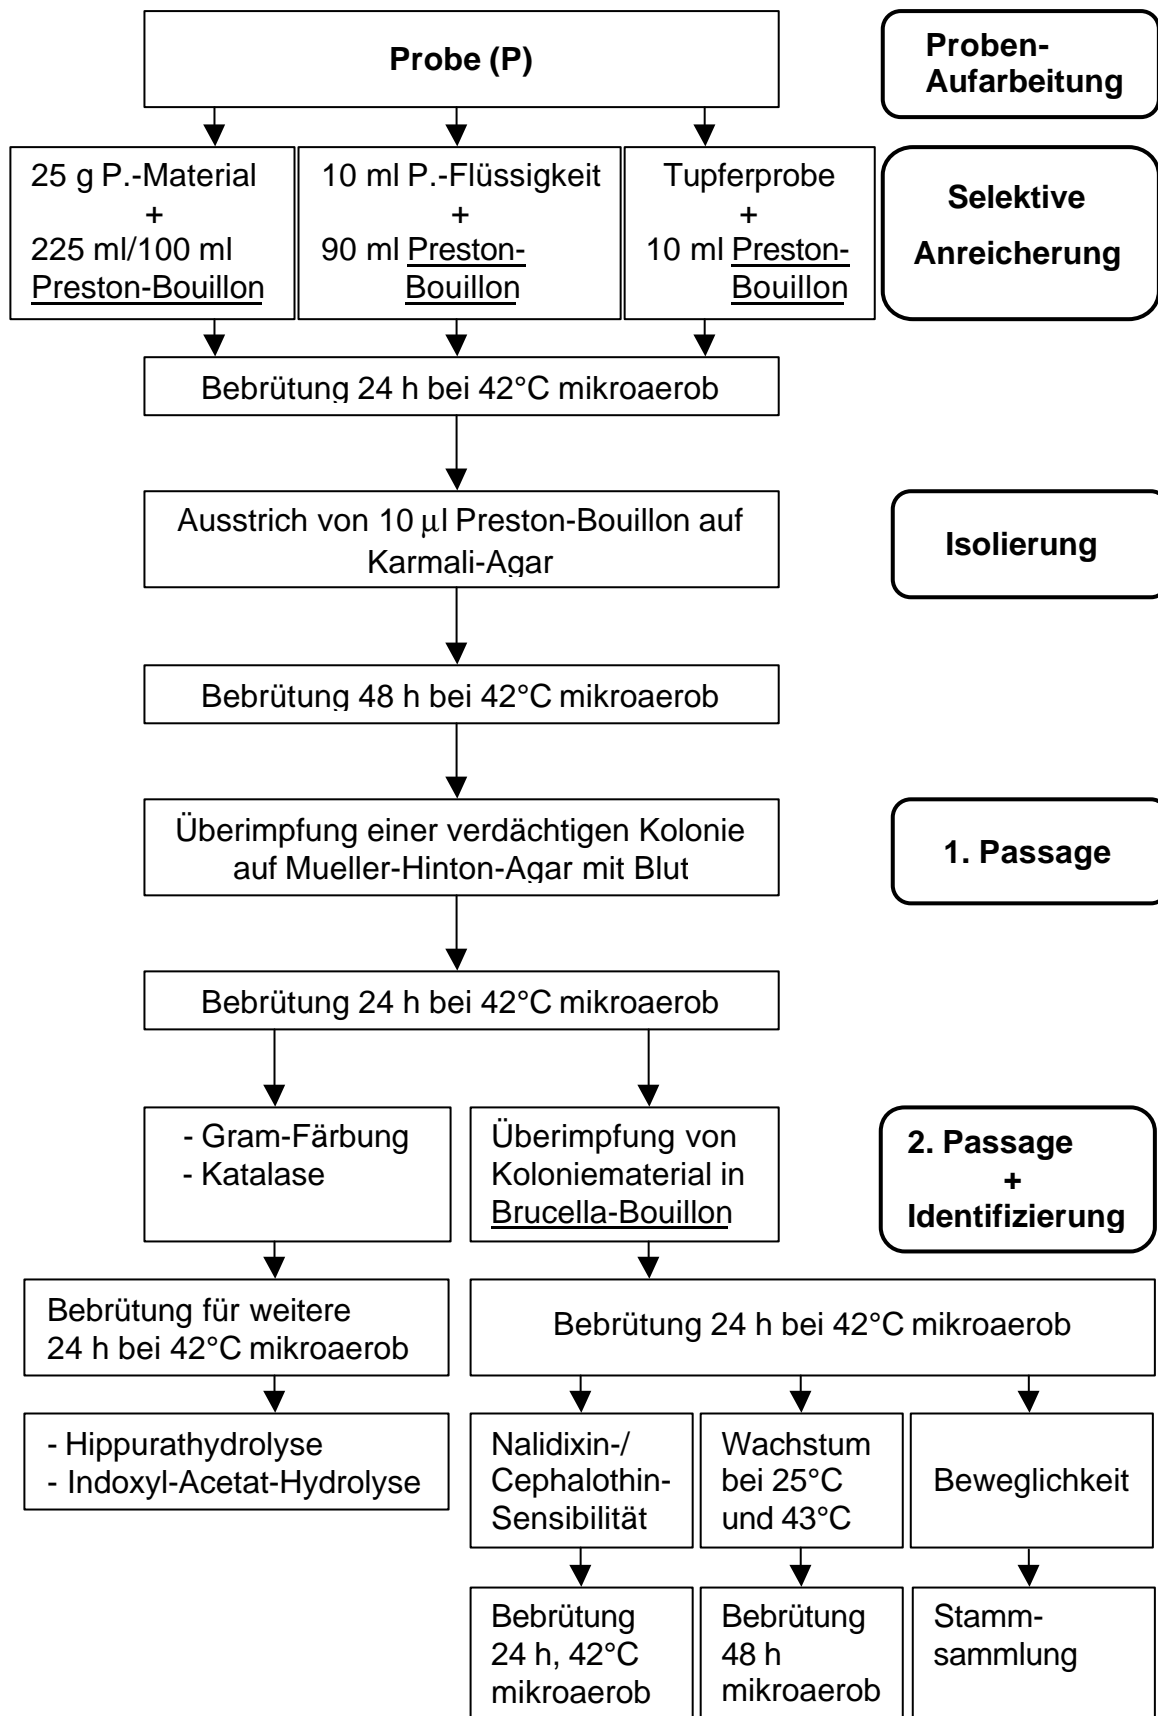 Probe (P)
Proben-
Aufarbeitung
25 g P.-Material
+
225 ml/100 ml
Preston-Bouillon
10 ml P.-Flüssigkeit
+
90 ml Preston-
Bouillon
Tupferprobe
+
10 ml Preston-
Bouillon
Selektive
Anreicherung
Bebrütung 24 h bei 42°C mikroaerob
Ausstrich von 10 µl Preston-Bouillon auf
Karmali-Agar
Isolierung
Bebrütung 48 h bei 42°C mikroaerob
Überimpfung einer verdächtigen Kolonie
auf Mueller-Hinton-Agar mit Blut
1. Passage
Bebrütung 24 h bei 42°C mikroaerob
- Gram-Färbung
- Katalase
Überimpfung von
Koloniematerial in
Brucella-Bouillon
2. Passage
+
Identifizierung
Bebrütung für weitere
24 h bei 42°C mikroaerob
Bebrütung 24 h bei 42°C mikroaerob
- Hippurathydrolyse
- Indoxyl-Acetat-Hydrolyse
Nalidixin-/
Cephalothin-
Sensibilität
Wachstum
bei 25°C
und 43°C
Beweglichkeit
Bebrütung
24 h, 42°C
mikroaerob
Bebrütung
48 h
mikroaerob
Stamm-
sammlung